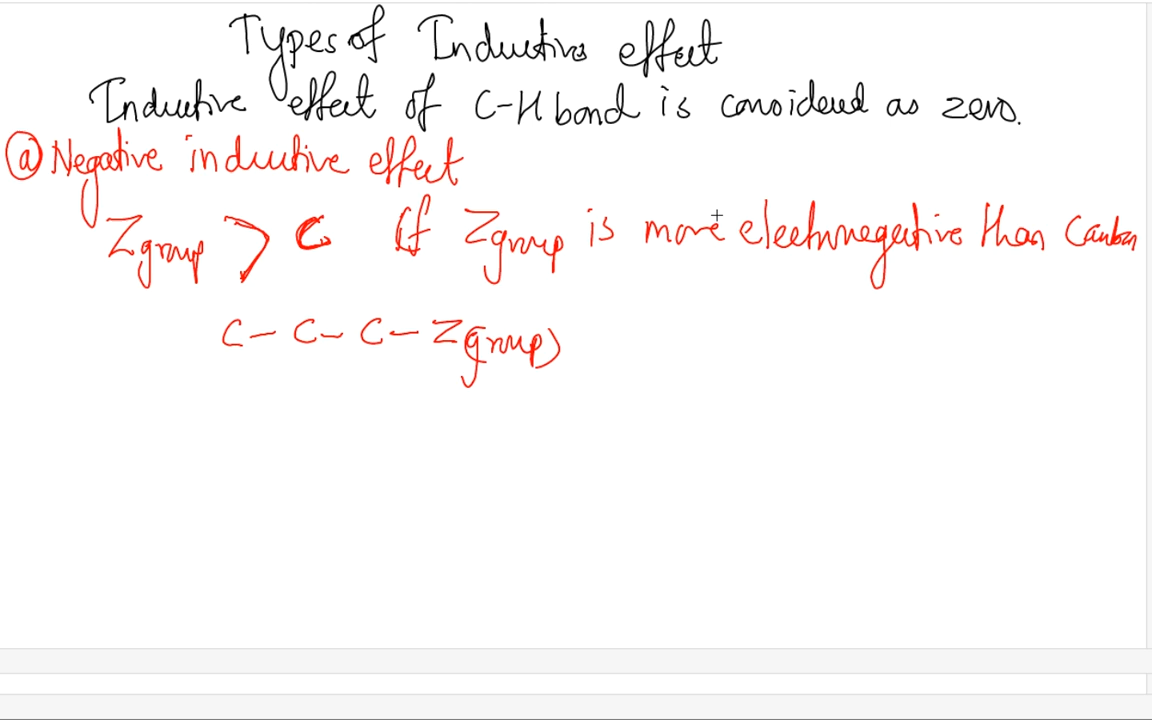 Types of Inductive effect
Inductive effect of C-H bond is considered as zero.
ⓐ Negative inductive effect
Zgroup > C If Zgroup is more electronegative than Carbon
C - C - C - Zgroup)